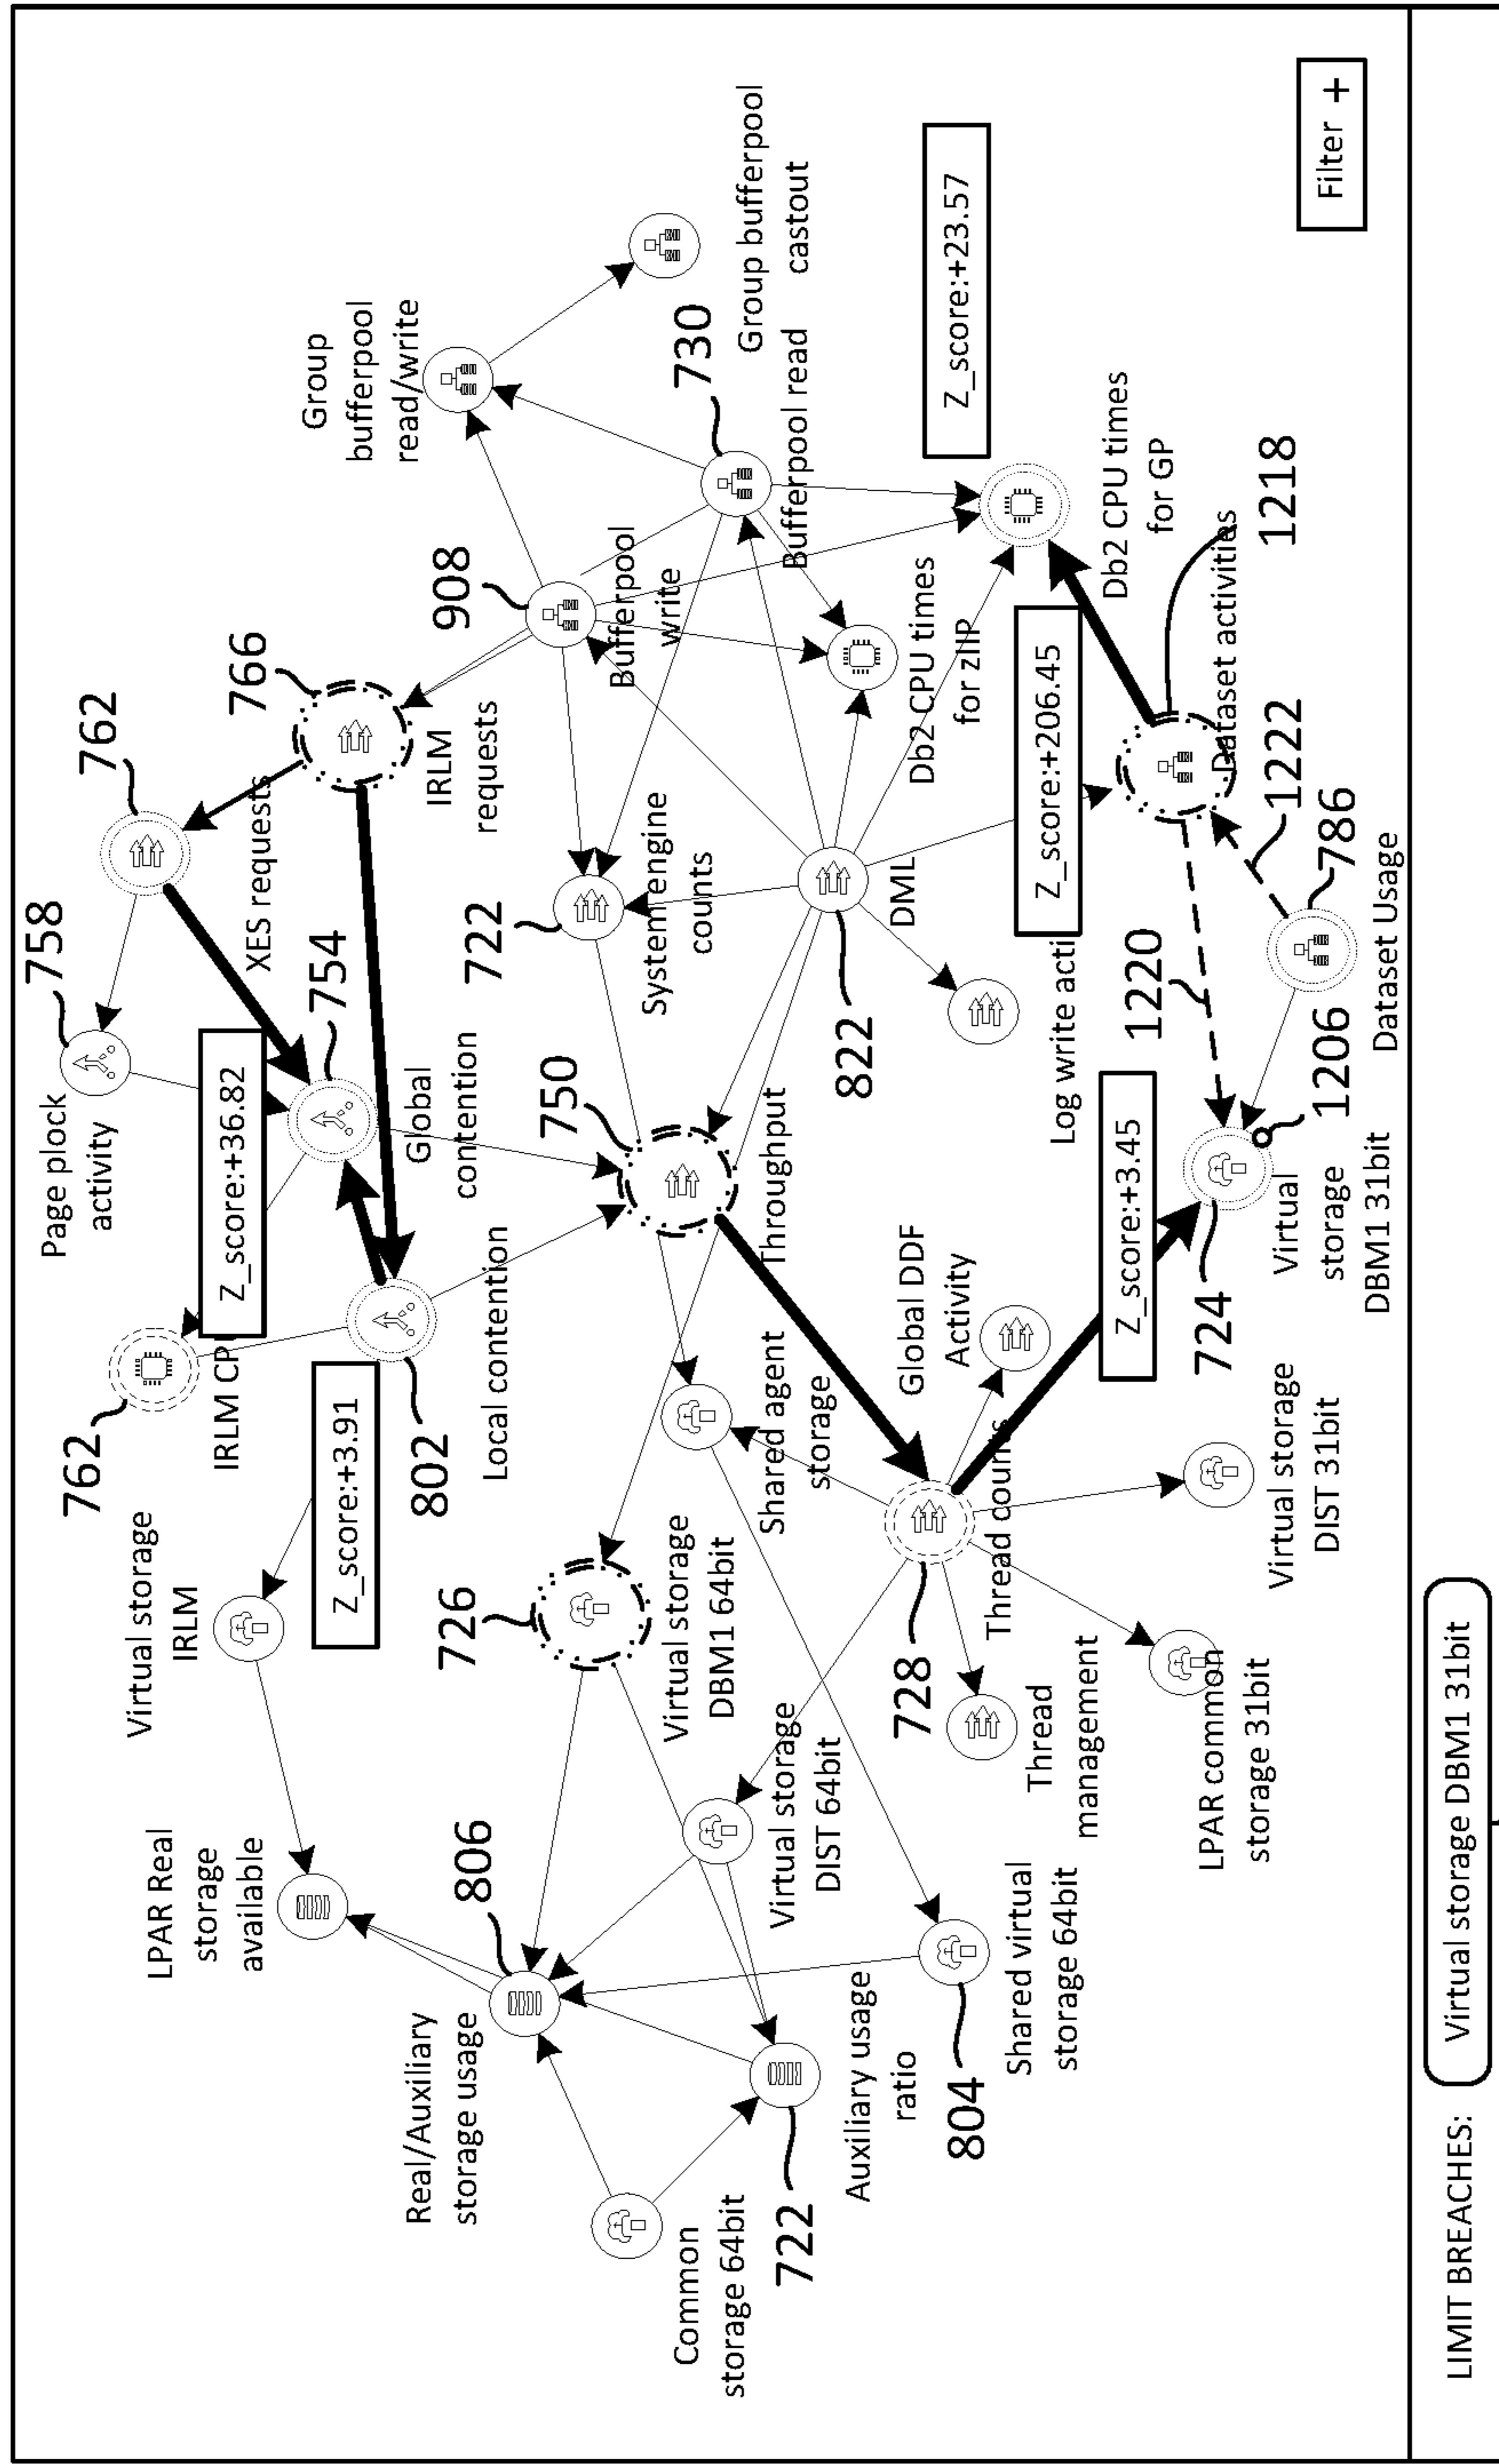 Page plock
activity
758
762
762
IRLM CP
Virtual storage
IRLM
LPAR Real
storage
available
Z_score:+36.82
XES requests
754
766
Z_score:+3.91
802
Global
contention
IRLM
requests
Group
bufferpool
read/write
Local contention
Real/Auxiliary
storage usage
806
726
722
908
750
System engine
counts
Bufferpool
write
730
Group bufferpool
castout
Common
storage 64bit
722
Virtual storage
DBM1 64bit
Shared agent
storage
Throughput
Bufferpool read
Virtual storage
DIST 64bit
Auxiliary usage
ratio
822
DML
Db2 CPU times
for zIIP
Z_score:+23.57
804
728
Global DDF
Activity
Thread counts
Log write acti
Shared virtual
storage 64bit
Thread
management
Z_score:+206.45
Db2 CPU times
for GP
Z_score:+3.45
1220
Dataset activities
1218
LPAR common
storage 31bit
724
1222
Virtual storage
DIST 31bit
Virtual
storage
DBM1 31bit
1206
786
Dataset Usage
Filter +
LIMIT BREACHES:
Virtual storage DBM1 31bit